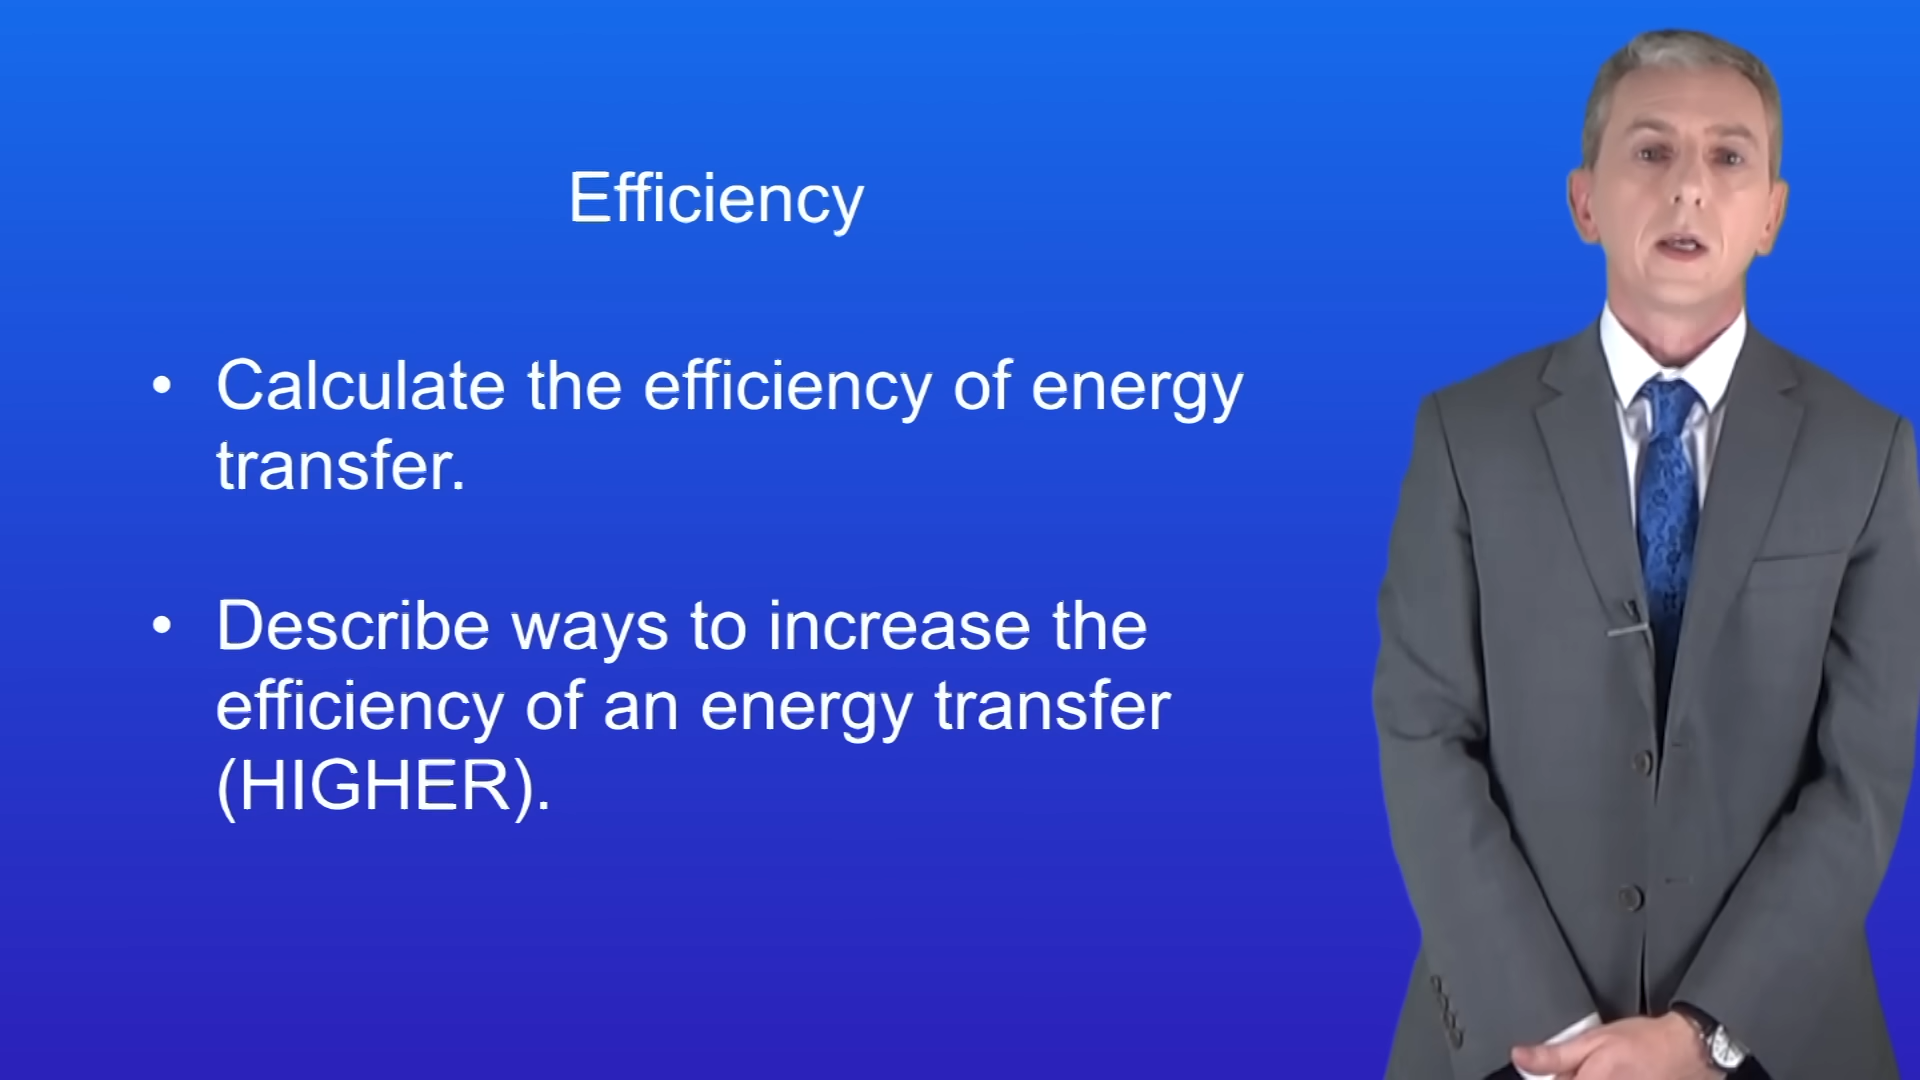 Efficiency
• Calculate the efficiency of energy
transfer.
• Describe ways to increase the
efficiency of an energy transfer
(HIGHER).